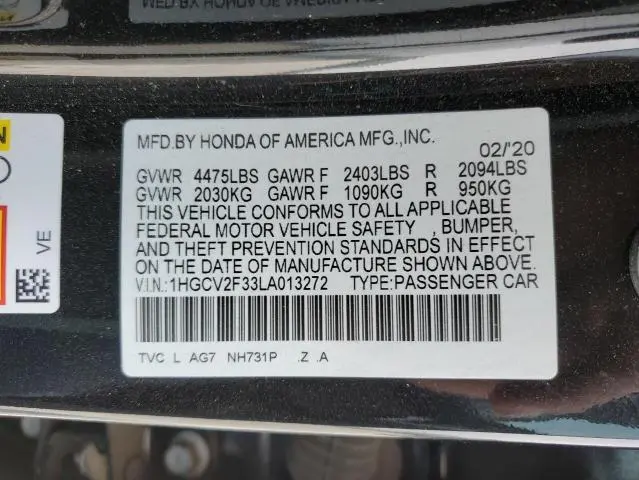 MFD.BY HONDA OF AMERICA MFG.,INC.
02/'20
GVWR 4475LBS GAWR F 2403LBS R 2094LBS
GVWR 2030KG GAWR F 1090KG R 950KG
THIS VEHICLE CONFORMS TO ALL APPLICABLE
FEDERAL MOTOR VEHICLE SAFETY , BUMPER,
AND THEFT PREVENTION STANDARDS IN EFFECT
ON THE DATE OF MANUFACTURE SHOWN ABOVE.
V.I.N.:1HGCV2F33LA013272 TYPE:PASSENGER CAR
TVC L AG7 NH731P .Z .A
VE